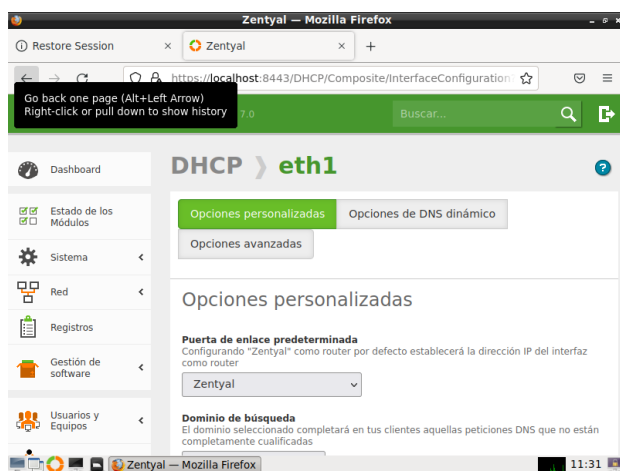 Zentyal — Mozilla Firefox
Restore Session
Zentyal
https://localhost:8443/DHCP/Composite/InterfaceConfiguration
Go back one page (Alt+Left Arrow)
Right-click or pull down to show history
7.0
Buscar...
Dashboard
Estado de los
Módulos
Sistema
Red
Registros
Gestión de
software
Usuarios y
Equipos
DHCP
eth1
Opciones personalizadas
Opciones de DNS dinámico
Opciones avanzadas
Opciones personalizadas
Puerta de enlace predeterminada
Configurando "Zentyal" como router por defecto establecerá la dirección IP del interfaz
como router
Zentyal
Dominio de búsqueda
El dominio seleccionado completará en tus clientes aquellas peticiones DNS que no están
completamente cualificadas
Zentyal — Mozilla Firefox
11:31